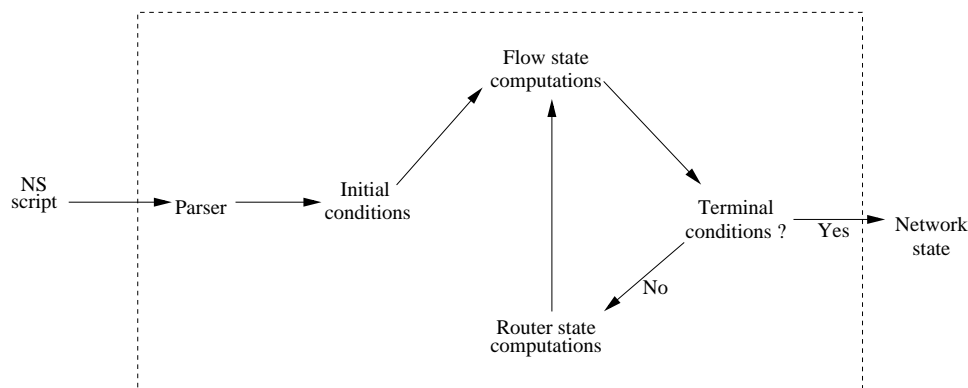 Flow state
computations
NS
script
Parser
Initial
conditions
Terminal
conditions ?
Yes
Network
state
No
Router state
computations